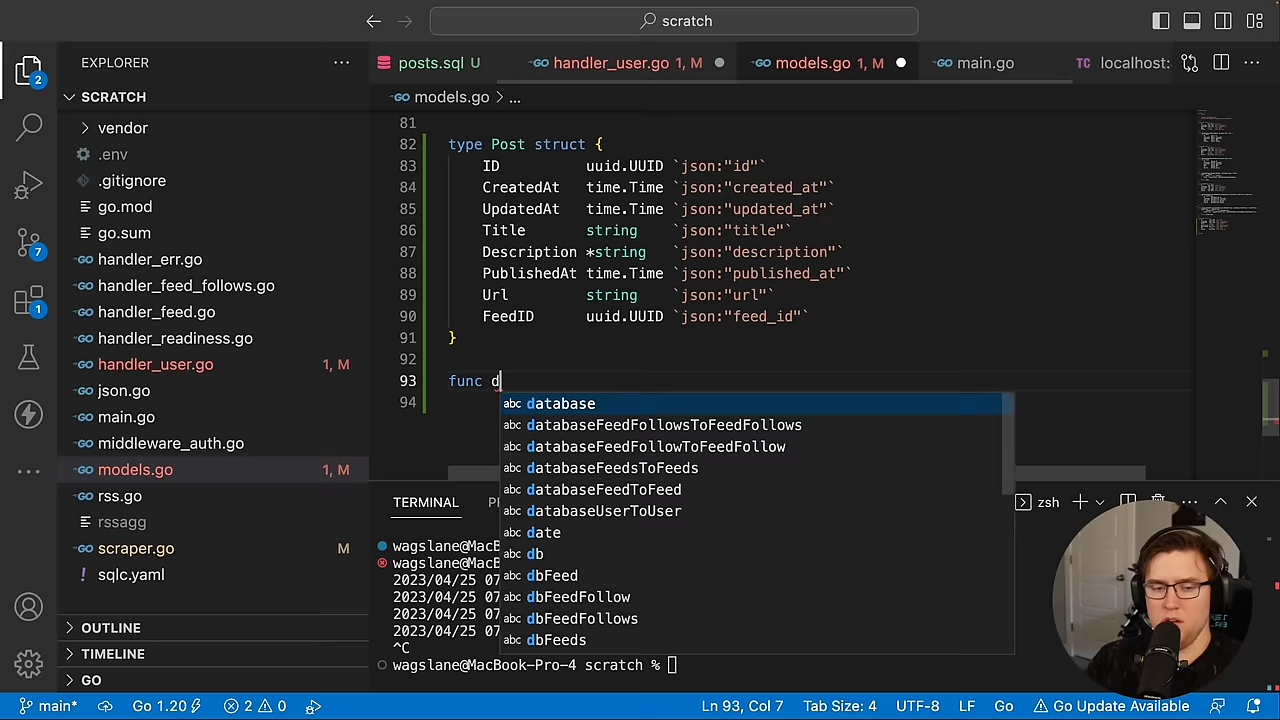 scratch
EXPLORER
posts.sql U
handler_user.go 1, M
models.go 1, M
main.go
TC localhost:
2
7
1
SCRATCH
models.go > ...
vendor
.env
.gitignore
go.mod
go.sum
handler_err.go
handler_feed_follows.go
handler_feed.go
handler_readiness.go
handler_user.go 1, M
json.go
main.go
middleware_auth.go
models.go 1, M
rss.go
rssagg
scraper.go M
sqlc.yaml
OUTLINE
TIMELINE
GO
81
82 type Post struct {
83 ID uuid.UUID `json:"id"`
84 CreatedAt time.Time `json:"created_at"`
85 UpdatedAt time.Time `json:"updated_at"`
86 Title string `json:"title"`
87 Description *string `json:"description"`
88 PublishedAt time.Time `json:"published_at"`
89 Url string `json:"url"`
90 FeedID uuid.UUID `json:"feed_id"`
91 }
92
93 func d
94
abc database
abc databaseFeedFollowsToFeedFollows
abc databaseFeedFollowToFeedFollow
abc databaseFeedsToFeeds
abc databaseFeedToFeed
abc databaseUserToUser
abc date
abc db
abc dbFeed
abc dbFeedFollow
abc dbFeedFollows
abc dbFeeds
TERMINAL
zsh
2023/04/25 07
2023/04/25 07
2023/04/25 07
2023/04/25 07
^C
wagslane@MacBook-Pro-4 scratch %
main* Go 1.20 2 0 Ln 93, Col 7 Tab Size: 4 UTF-8 LF Go Go Update Available